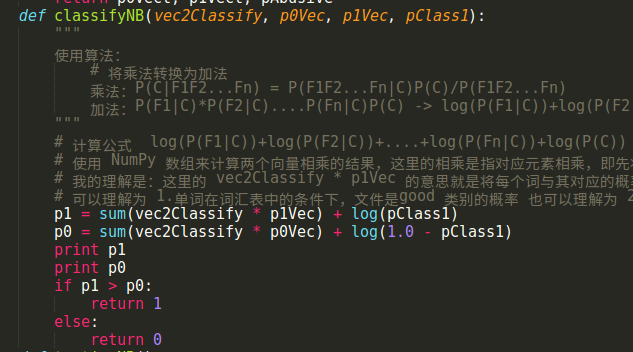 return p0Vect, p1Vect, pAbusive
def classifyNB(vec2Classify, p0Vec, p1Vec, pClass1):
"""
使用算法:
# 将乘法转换为加法
乘法: P(C|F1F2...Fn) = P(F1F2...Fn|C)P(C)/P(F1F2...Fn)
加法: P(F1|C)*P(F2|C)....P(Fn|C)P(C) -> log(P(F1|C))+log(P(F2
"""
# 计算公式  log(P(F1|C))+log(P(F2|C))+....+log(P(Fn|C))+log(P(C))
# 使用 NumPy 数组来计算两个向量相乘的结果，这里的相乘是指对应元素相乘，即先
# 我的理解是：这里的 vec2Classify * p1Vec 的意思就是将每个词与其对应的概
# 可以理解为 1.单词在词汇表中的条件下，文件是good 类别的概率 也可以理解为
p1 = sum(vec2Classify * p1Vec) + log(pClass1)
p0 = sum(vec2Classify * p0Vec) + log(1.0 - pClass1)
print p1
print p0
if p1 > p0:
return 1
else:
return 0